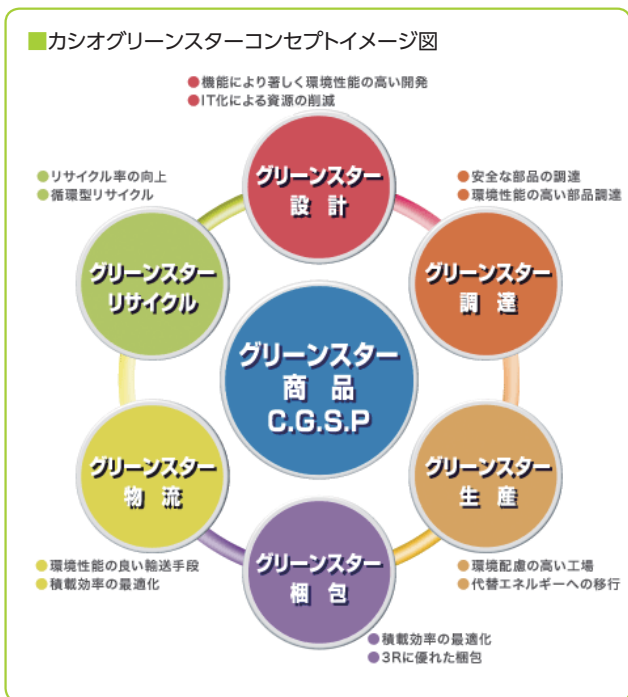 ■カシオグリーンスターコンセプトイメージ図
●機能により著しく環境性能の高い開発
●IT化による資源の削減
グリーンスター
設 計
●安全な部品の調達
●環境性能の高い部品調達
グリーンスター
調 達
●環境配慮の高い工場
●代替エネルギーへの移行
グリーンスター
生 産
●積載効率の最適化
●3Rに優れた梱包
グリーンスター
梱 包
●環境性能の良い輸送手段
●積載効率の最適化
グリーンスター
物 流
●リサイクル率の向上
●循環型リサイクル
グリーンスター
リサイクル
グリーンスター
商 品
C.G.S.P